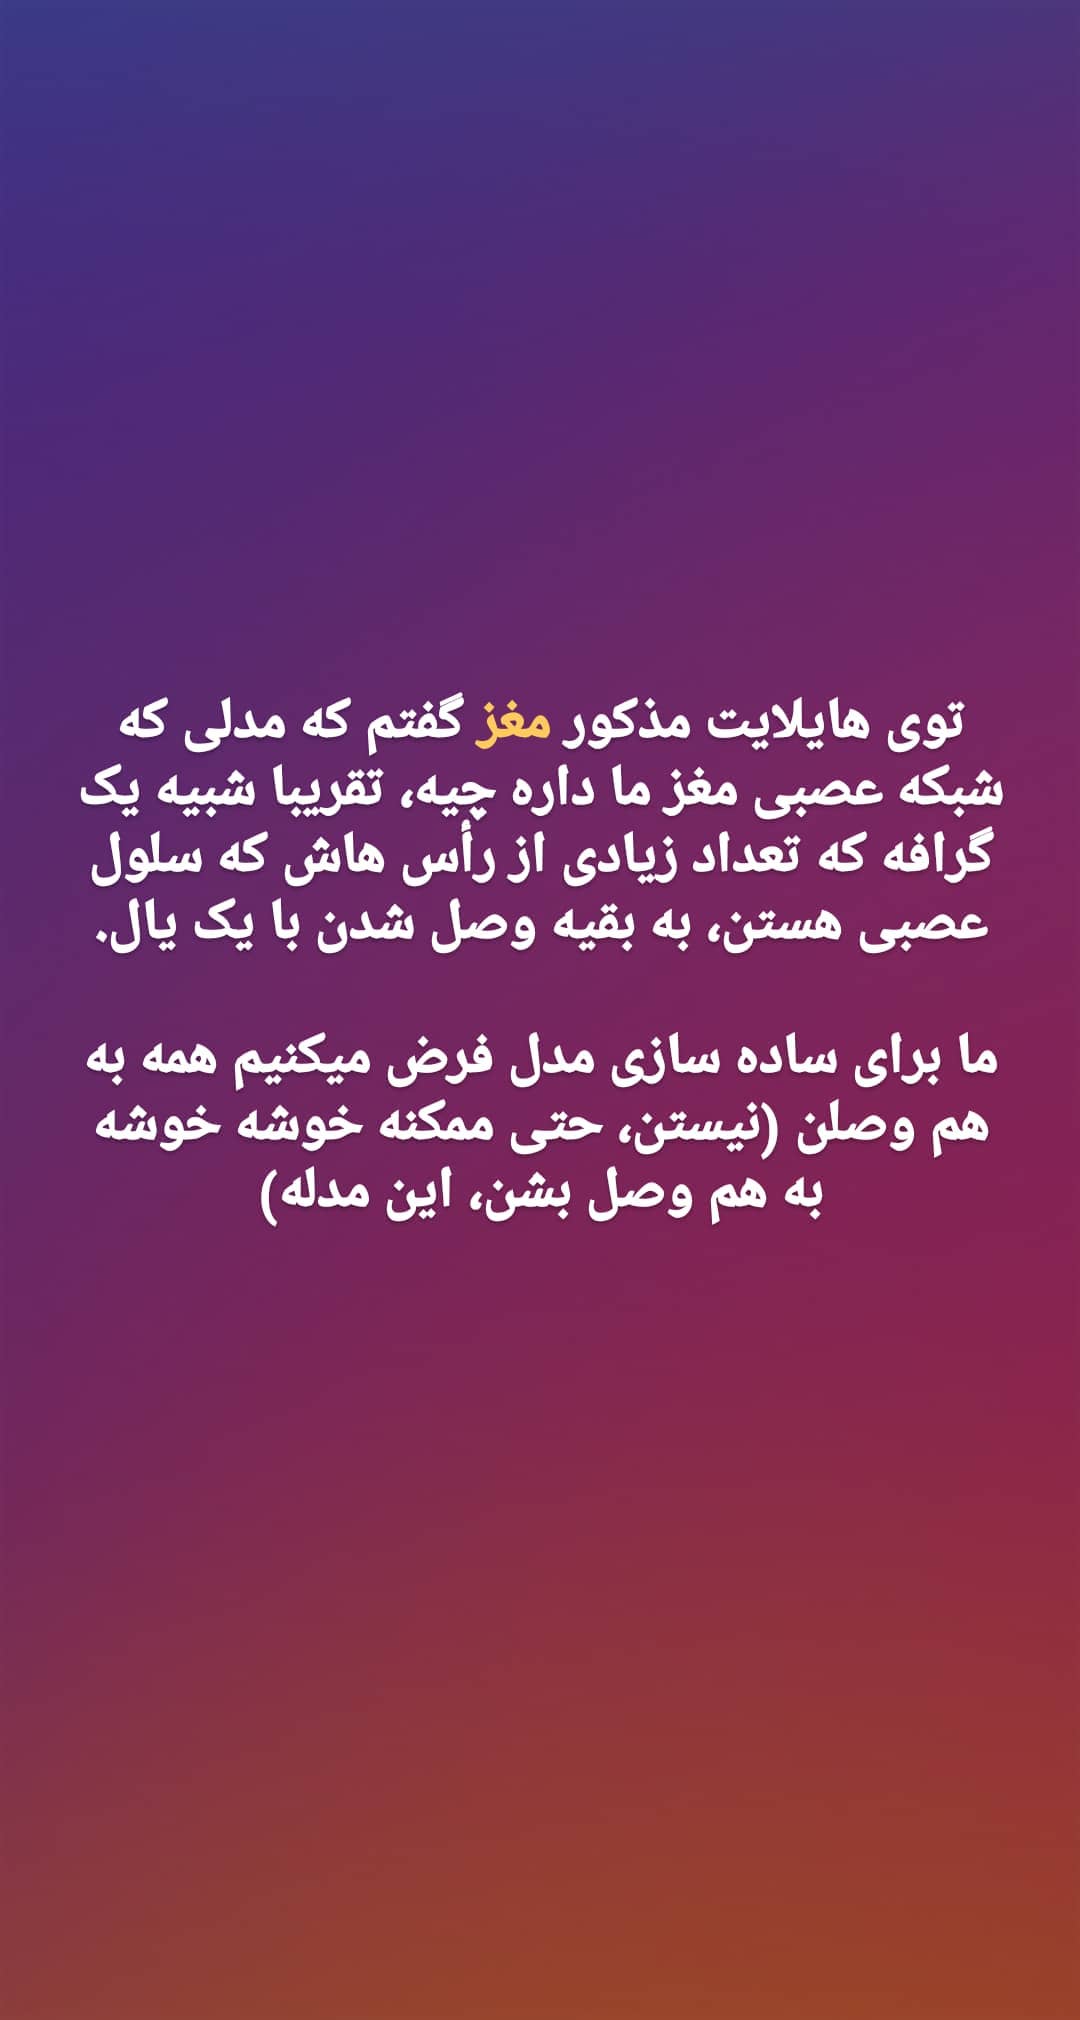 توی هایلایت مذکور مغز گفتم که مدلی که
شبکه عصبی مغز ما داره چیه، تقریبا شبیه یک
گرافه که تعداد زیادی از رأس هاش که سلول
عصبی هستن، به بقیه وصل شدن با یک یال.
ما برای ساده سازی مدل فرض میکنیم همه به
هم وصلن (نیستن، حتی ممکنه خوشه خوشه
به هم وصل بشن، این مدله)